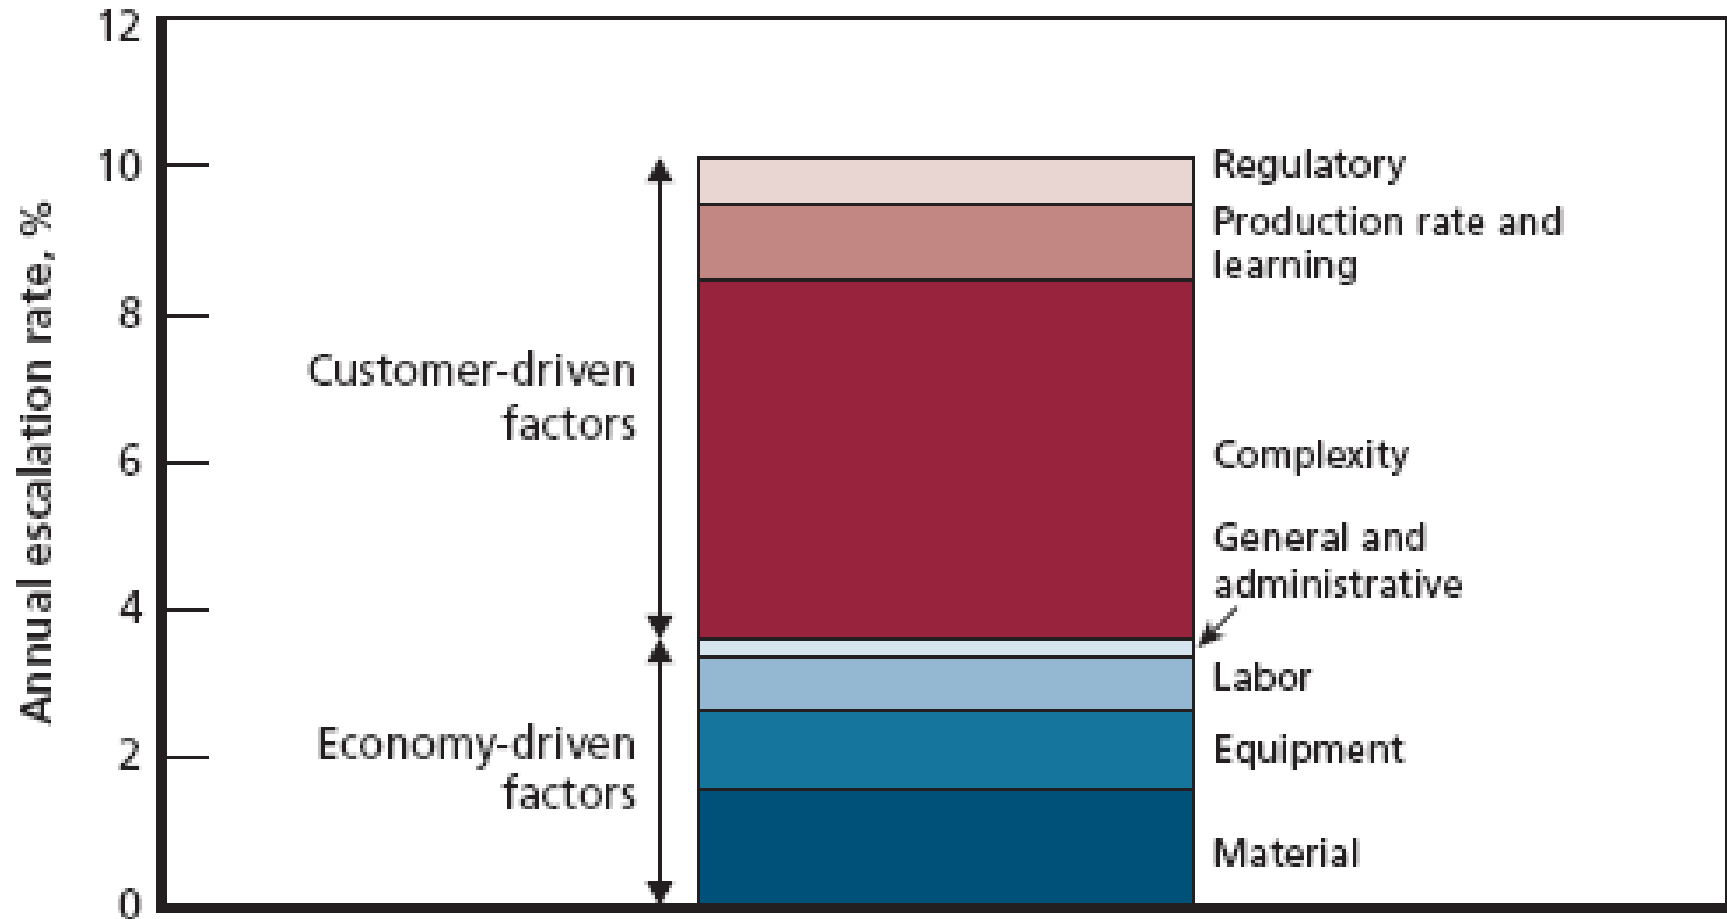 Annual escalation rate, %
12
10
8
6
4
2
0
Customer-driven
factors
Economy-driven
factors
Regulatory
Production rate and
learning
Complexity
General and
administrative
Labor
Equipment
Material